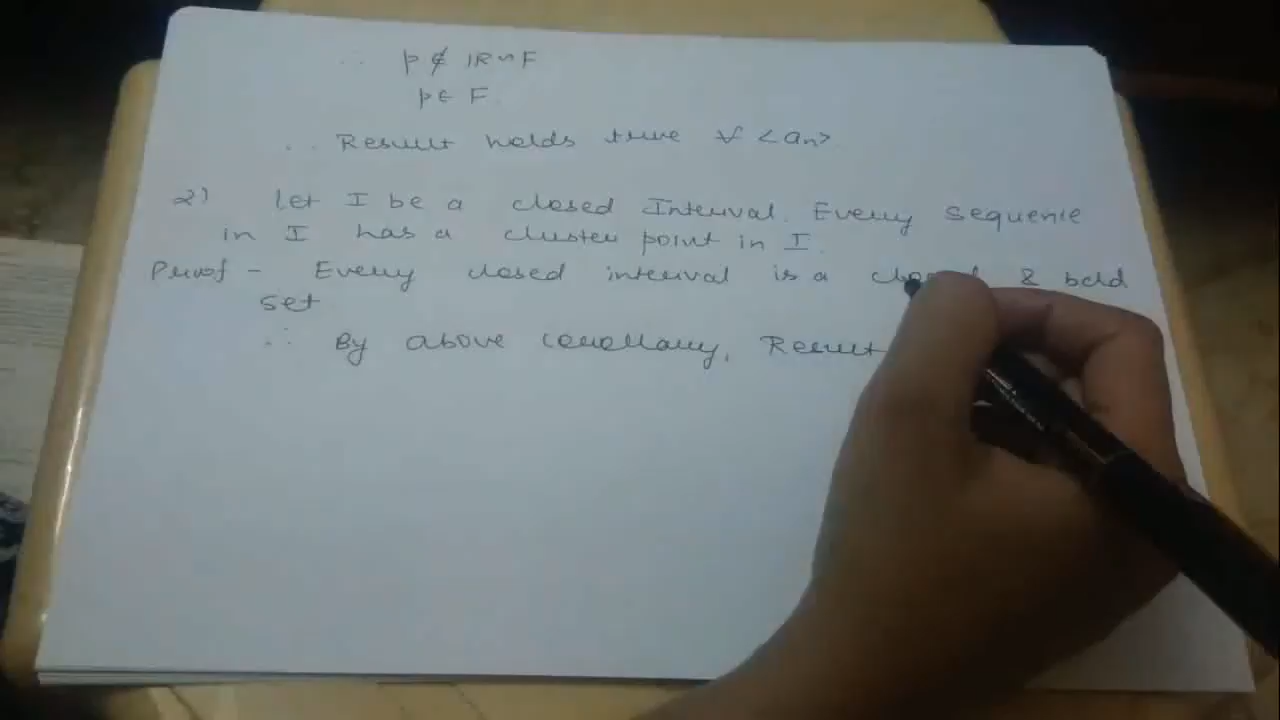 ∴ p ∉ ℝ ~ F
p ∈ F
∴ Result holds true ∀ <an>
2) Let I be a closed Interval. Every sequence
in I has a cluster point in I.
Proof - Every closed interval is a closed & bdd
set
∴ By above corollary, Result